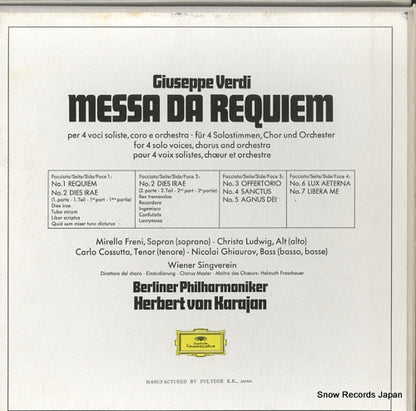 Giuseppe Verdi
MESSA DA REQUIEM
per 4 voci soliste, coro e orchestra · für 4 Solostimmen, Chor und Orchester
for 4 solo voices, chorus and orchestra
pour 4 voix solistes, chœur et orchestre
Facciata/Seite/Side/Face 1:
No. 1 REQUIEM
No. 2 DIES IRAE
(1. parte · 1. Teil · 1st part · 1ère partie)
Dies irae
Tuba mirum
Liber scriptus
Quid sum miser tunc dicturus
Facciata/Seite/Side/Face 2:
No. 2 DIES IRAE
(2. parte · 2. Teil · 2nd part · 2e partie)
Rex tremendae
Recordare
Ingemisco
Confutatis
Lacrymosa
Facciata/Seite/Side/Face 3:
No. 3 OFFERTORIO
No. 4 SANCTUS
No. 5 AGNUS DEI
Facciata/Seite/Side/Face 4:
No. 6 LUX AETERNA
No. 7 LIBERA ME
Mirella Freni, Sopran (soprano) · Christa Ludwig, Alt (alto)
Carlo Cossutta, Tenor (tenore) · Nicolai Ghiaurov, Bass (basso, basse)
Wiener Singverein
Direttore del choro · Einstudierung · Chorus Master · Maître des Chœurs: Helmuth Froschauer
Berliner Philharmoniker
Herbert von Karajan
Deutsche
Grammophon
MANUFACTURED BY POLYDOR K.K., JAPAN
Snow Records Japan